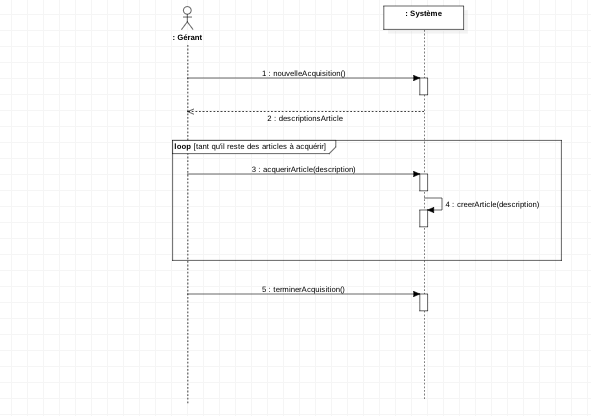 : Gérant
: Système
1 : nouvelleAcquisition()
2 : descriptionsArticle
loop [tant qu'il reste des articles à acquérir]
3 : acquerirArticle(description)
4 : creerArticle(description)
5 : terminerAcquisition()